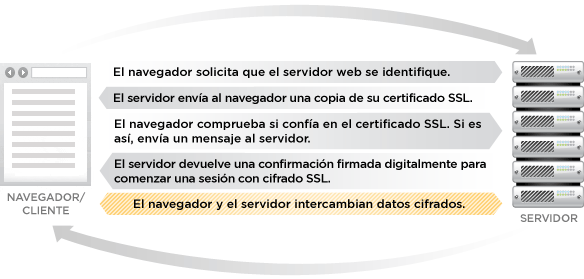 El navegador solicita que el servidor web se identifique.
El servidor envía al navegador una copia de su certificado SSL.
El navegador comprueba si confía en el certificado SSL. Si es
así, envía un mensaje al servidor.
El servidor devuelve una confirmación firmada digitalmente para
comenzar una sesión con cifrado SSL.
El navegador y el servidor intercambian datos cifrados.
NAVEGADOR/
CLIENTE
SERVIDOR